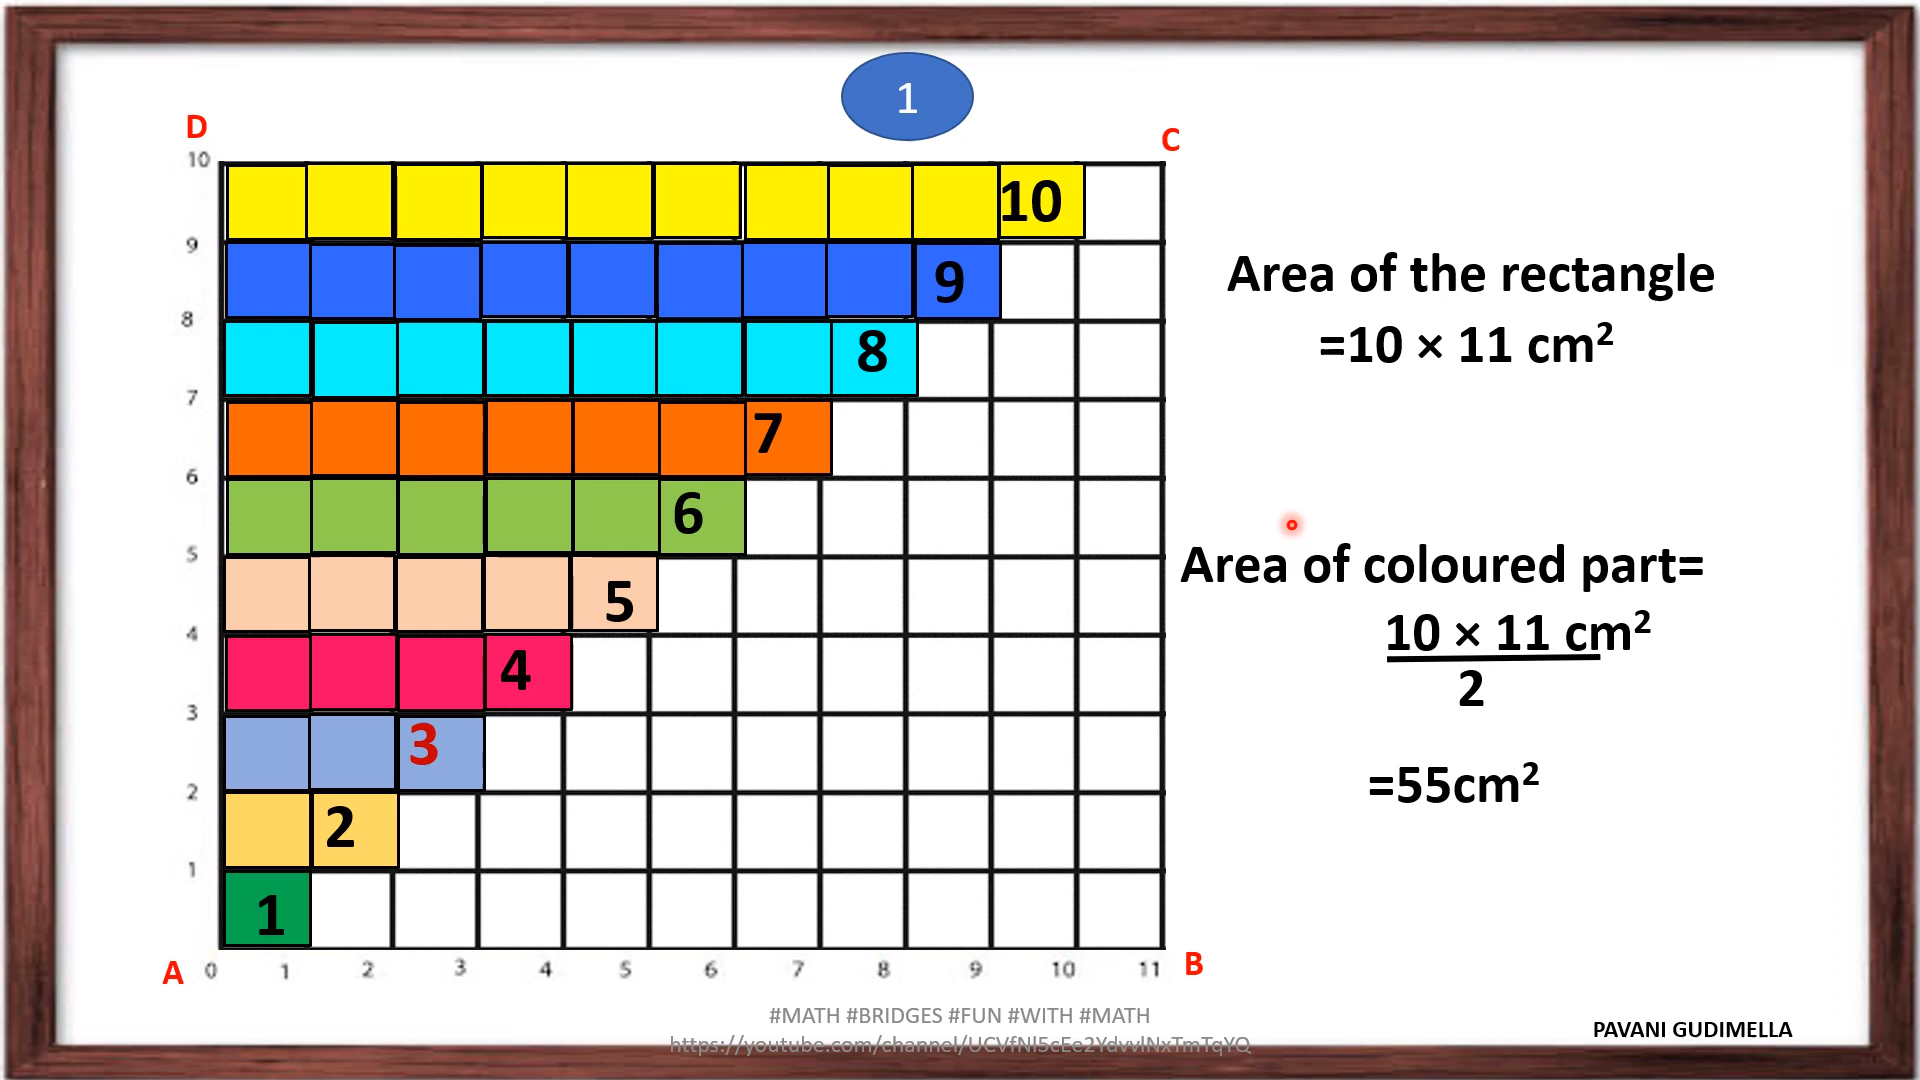 1
D
C
10
10
9
9
8
8
7
7
6
6
5
5
4
4
3
3
2
2
1
1
A 0 1 2 3 4 5 6 7 8 9 10 11 B
Area of the rectangle
=10 × 11 cm²
Area of coloured part=
10 × 11 cm²
2
=55cm²
#MATH #BRIDGES #FUN #WITH #MATH
PAVANI GUDIMELLA